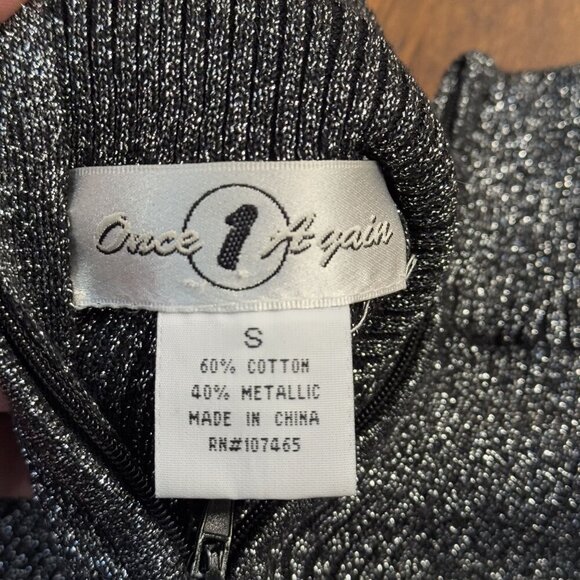 Once 1 Again
S
60% COTTON
40% METALLIC
MADE IN CHINA
RN#107465